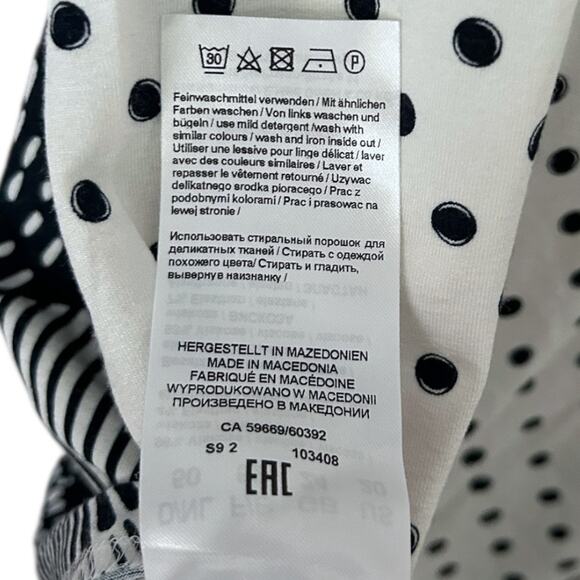 30
P
Feinwaschmittel verwenden / Mit ähnlichen
Farben waschen / Von links waschen und
bügeln / use mild detergent /wash with
similar colours / wash and iron inside out /
Utiliser une lessive pour linge délicat / laver
avec des couleurs similaires / Laver et
repasser le vêtement retourné / Uzywac
delikatnego srodka pioracego / Prac z
podobnymi kolorami / Prac i prasowac na
lewej stronie /
Использовать стиральный порошок для
деликатных тканей / Стирать с одеждой
похожего цвета/ Стирать и гладить,
вывернув наизнанку /
HERGESTELLT IN MAZEDONIEN
MADE IN MACEDONIA
FABRIQUÉ EN MACÉDOINE
WYPRODUKOWANO W MACEDONII
ПРОИЗВЕДЕНО В МАКЕДОНИИ
CA 59669/60392
S9 2 103408
EAC